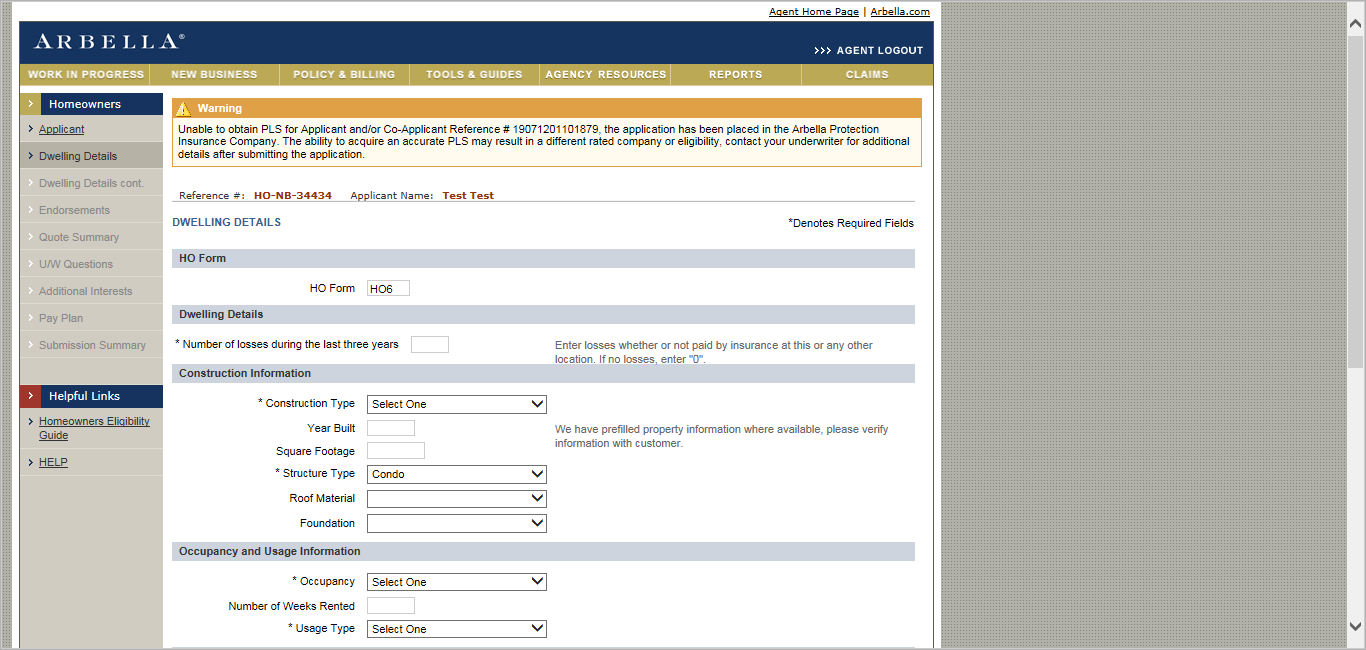 Agent Home Page | Arbella.com
ARBELLA®
>>> AGENT LOGOUT
WORK IN PROGRESS NEW BUSINESS POLICY & BILLING TOOLS & GUIDES AGENCY RESOURCES REPORTS CLAIMS
Homeowners
Applicant
Dwelling Details
Dwelling Details cont.
Endorsements
Quote Summary
U/W Questions
Additional Interests
Pay Plan
Submission Summary
Helpful Links
Homeowners Eligibility
Guide
HELP
Warning
Unable to obtain PLS for Applicant and/or Co-Applicant Reference # 19071201101879, the application has been placed in the Arbella Protection
Insurance Company. The ability to acquire an accurate PLS may result in a different rated company or eligibility, contact your underwriter for additional
details after submitting the application.
Reference #: HO-NB-34434 Applicant Name: Test Test
DWELLING DETAILS
*Denotes Required Fields
HO Form
HO Form HO6
Dwelling Details
* Number of losses during the last three years
Enter losses whether or not paid by insurance at this or any other
location. If no losses, enter "0".
Construction Information
* Construction Type Select One
Year Built
We have prefilled property information where available, please verify
information with customer.
Square Footage
* Structure Type Condo
Roof Material
Foundation
Occupancy and Usage Information
* Occupancy Select One
Number of Weeks Rented
* Usage Type Select One